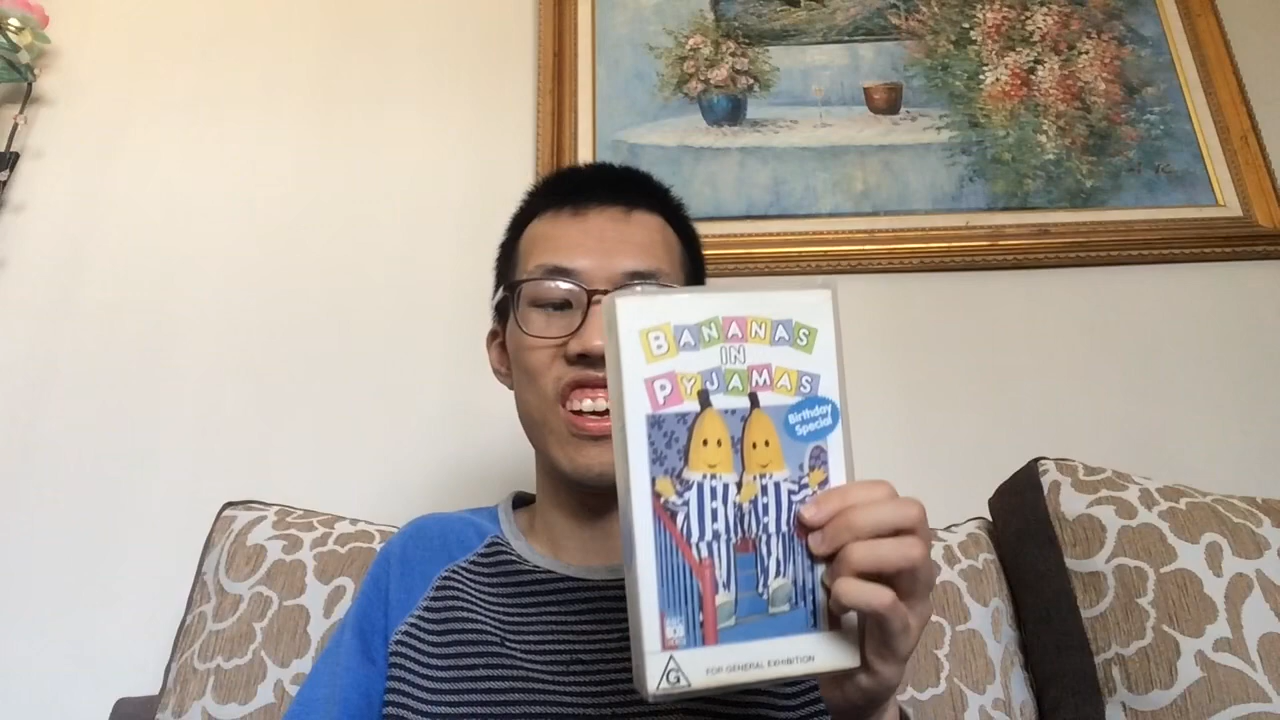 BANANAS
IN
PYJAMAS
Birthday
Special
G
FOR GENERAL EXHIBITION